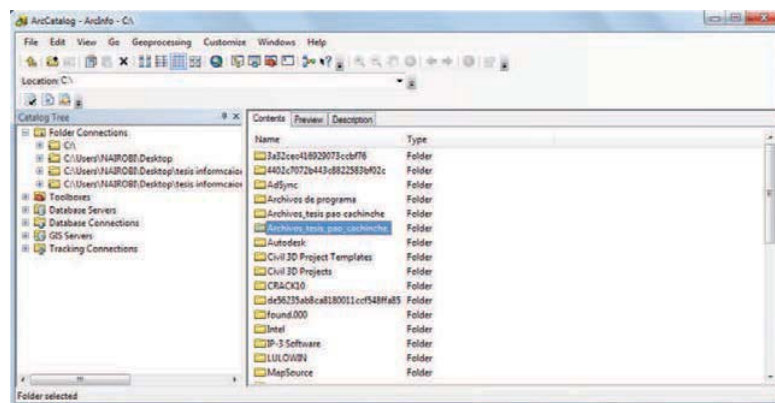 ArcCatalog - ArcInfo - C:\
File Edit View Go Geoprocessing Customize Windows Help
Location: C:\
Catalog Tree
Folder Connections
C:\
C:\Users\NAIROBI\Desktop
C:\Users\NAIROBI\Desktop\tesis informcaion
C:\Users\NAIROBI\Desktop\tesis informcaion
Toolboxes
Database Servers
Database Connections
GIS Servers
Tracking Connections
Contents Preview Description
Name Type
Folder
Folder
AdSync Folder
Archivos de programa Folder
Archivos_tesis pao cachinche Folder
Archivos_tesis_pao_cachinche Folder
Autodesk Folder
Civil 3D Project Templates Folder
Civil 3D Projects Folder
CRACK10 Folder
de56235ab8ca8180011ccf548ffa85 Folder
found.000 Folder
Intel Folder
IP-3 Software Folder
LULOWIN Folder
MapSource Folder
Folder selected